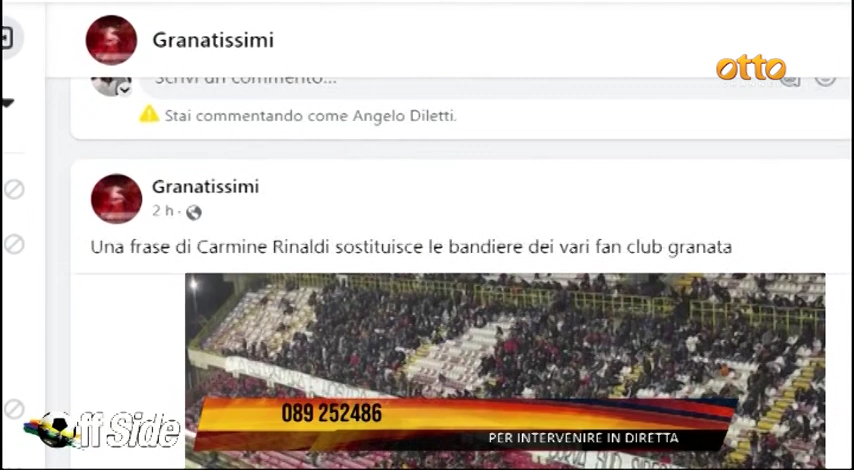 Granatissimi
otto
Scrivi un commento...
Stai commentando come Angelo Diletti.
Granatissimi
2 h ·
Una frase di Carmine Rinaldi sostituisce le bandiere dei vari fan club granata
089 252486
Off Side
PER INTERVENIRE IN DIRETTA